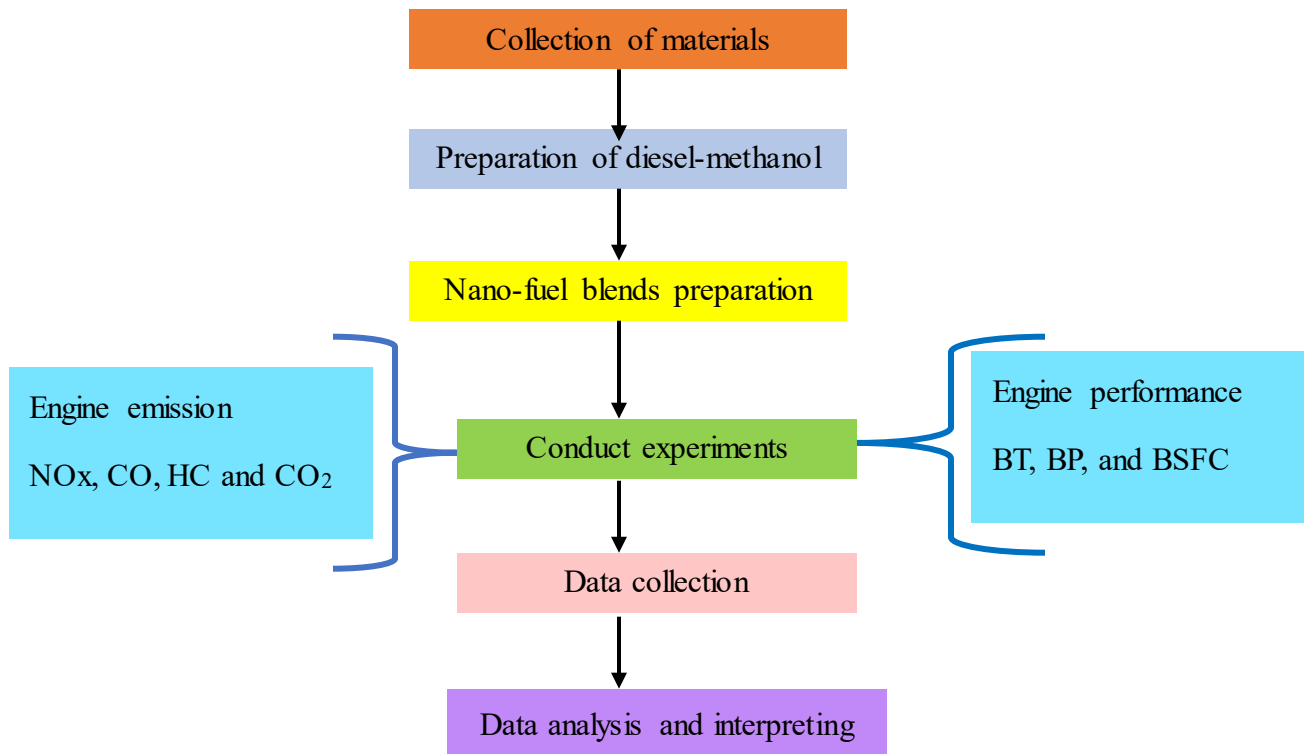 Collection of materials
Preparation of diesel-methanol
Nano-fuel blends preparation
Engine emission
NOx, CO, HC and CO₂
Conduct experiments
Engine performance
BT, BP, and BSFC
Data collection
Data analysis and interpreting